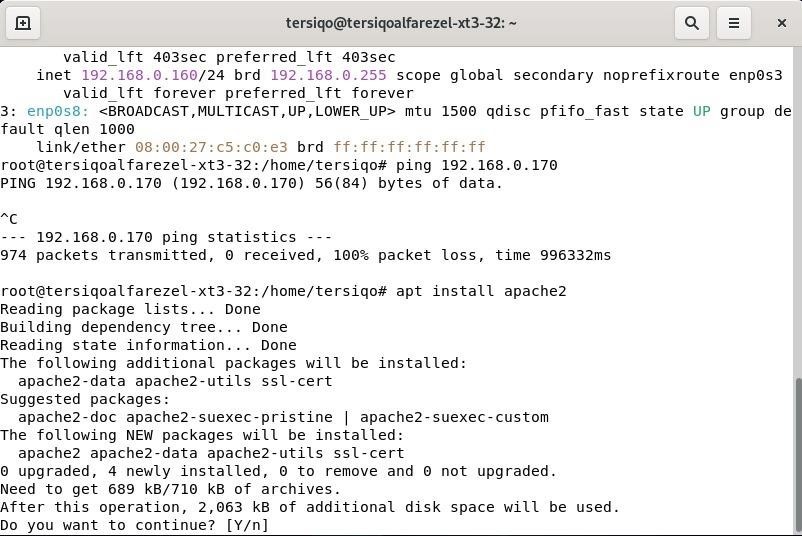 tersiqo@tersiqoalfarezel-xt3-32: ~
valid_lft 403sec preferred_lft 403sec
inet 192.168.0.160/24 brd 192.168.0.255 scope global secondary noprefixroute enp0s3
valid_lft forever preferred_lft forever
3: enp0s8: <BROADCAST,MULTICAST,UP,LOWER_UP> mtu 1500 qdisc pfifo_fast state UP group de
fault qlen 1000
link/ether 08:00:27:c5:c0:e3 brd ff:ff:ff:ff:ff:ff
root@tersiqoalfarezel-xt3-32:/home/tersiqo# ping 192.168.0.170
PING 192.168.0.170 (192.168.0.170) 56(84) bytes of data.
^C
--- 192.168.0.170 ping statistics ---
974 packets transmitted, 0 received, 100% packet loss, time 996332ms
root@tersiqoalfarezel-xt3-32:/home/tersiqo# apt install apache2
Reading package lists... Done
Building dependency tree... Done
Reading state information... Done
The following additional packages will be installed:
apache2-data apache2-utils ssl-cert
Suggested packages:
apache2-doc apache2-suexec-pristine | apache2-suexec-custom
The following NEW packages will be installed:
apache2 apache2-data apache2-utils ssl-cert
0 upgraded, 4 newly installed, 0 to remove and 0 not upgraded.
Need to get 689 kB/710 kB of archives.
After this operation, 2,063 kB of additional disk space will be used.
Do you want to continue? [Y/n]